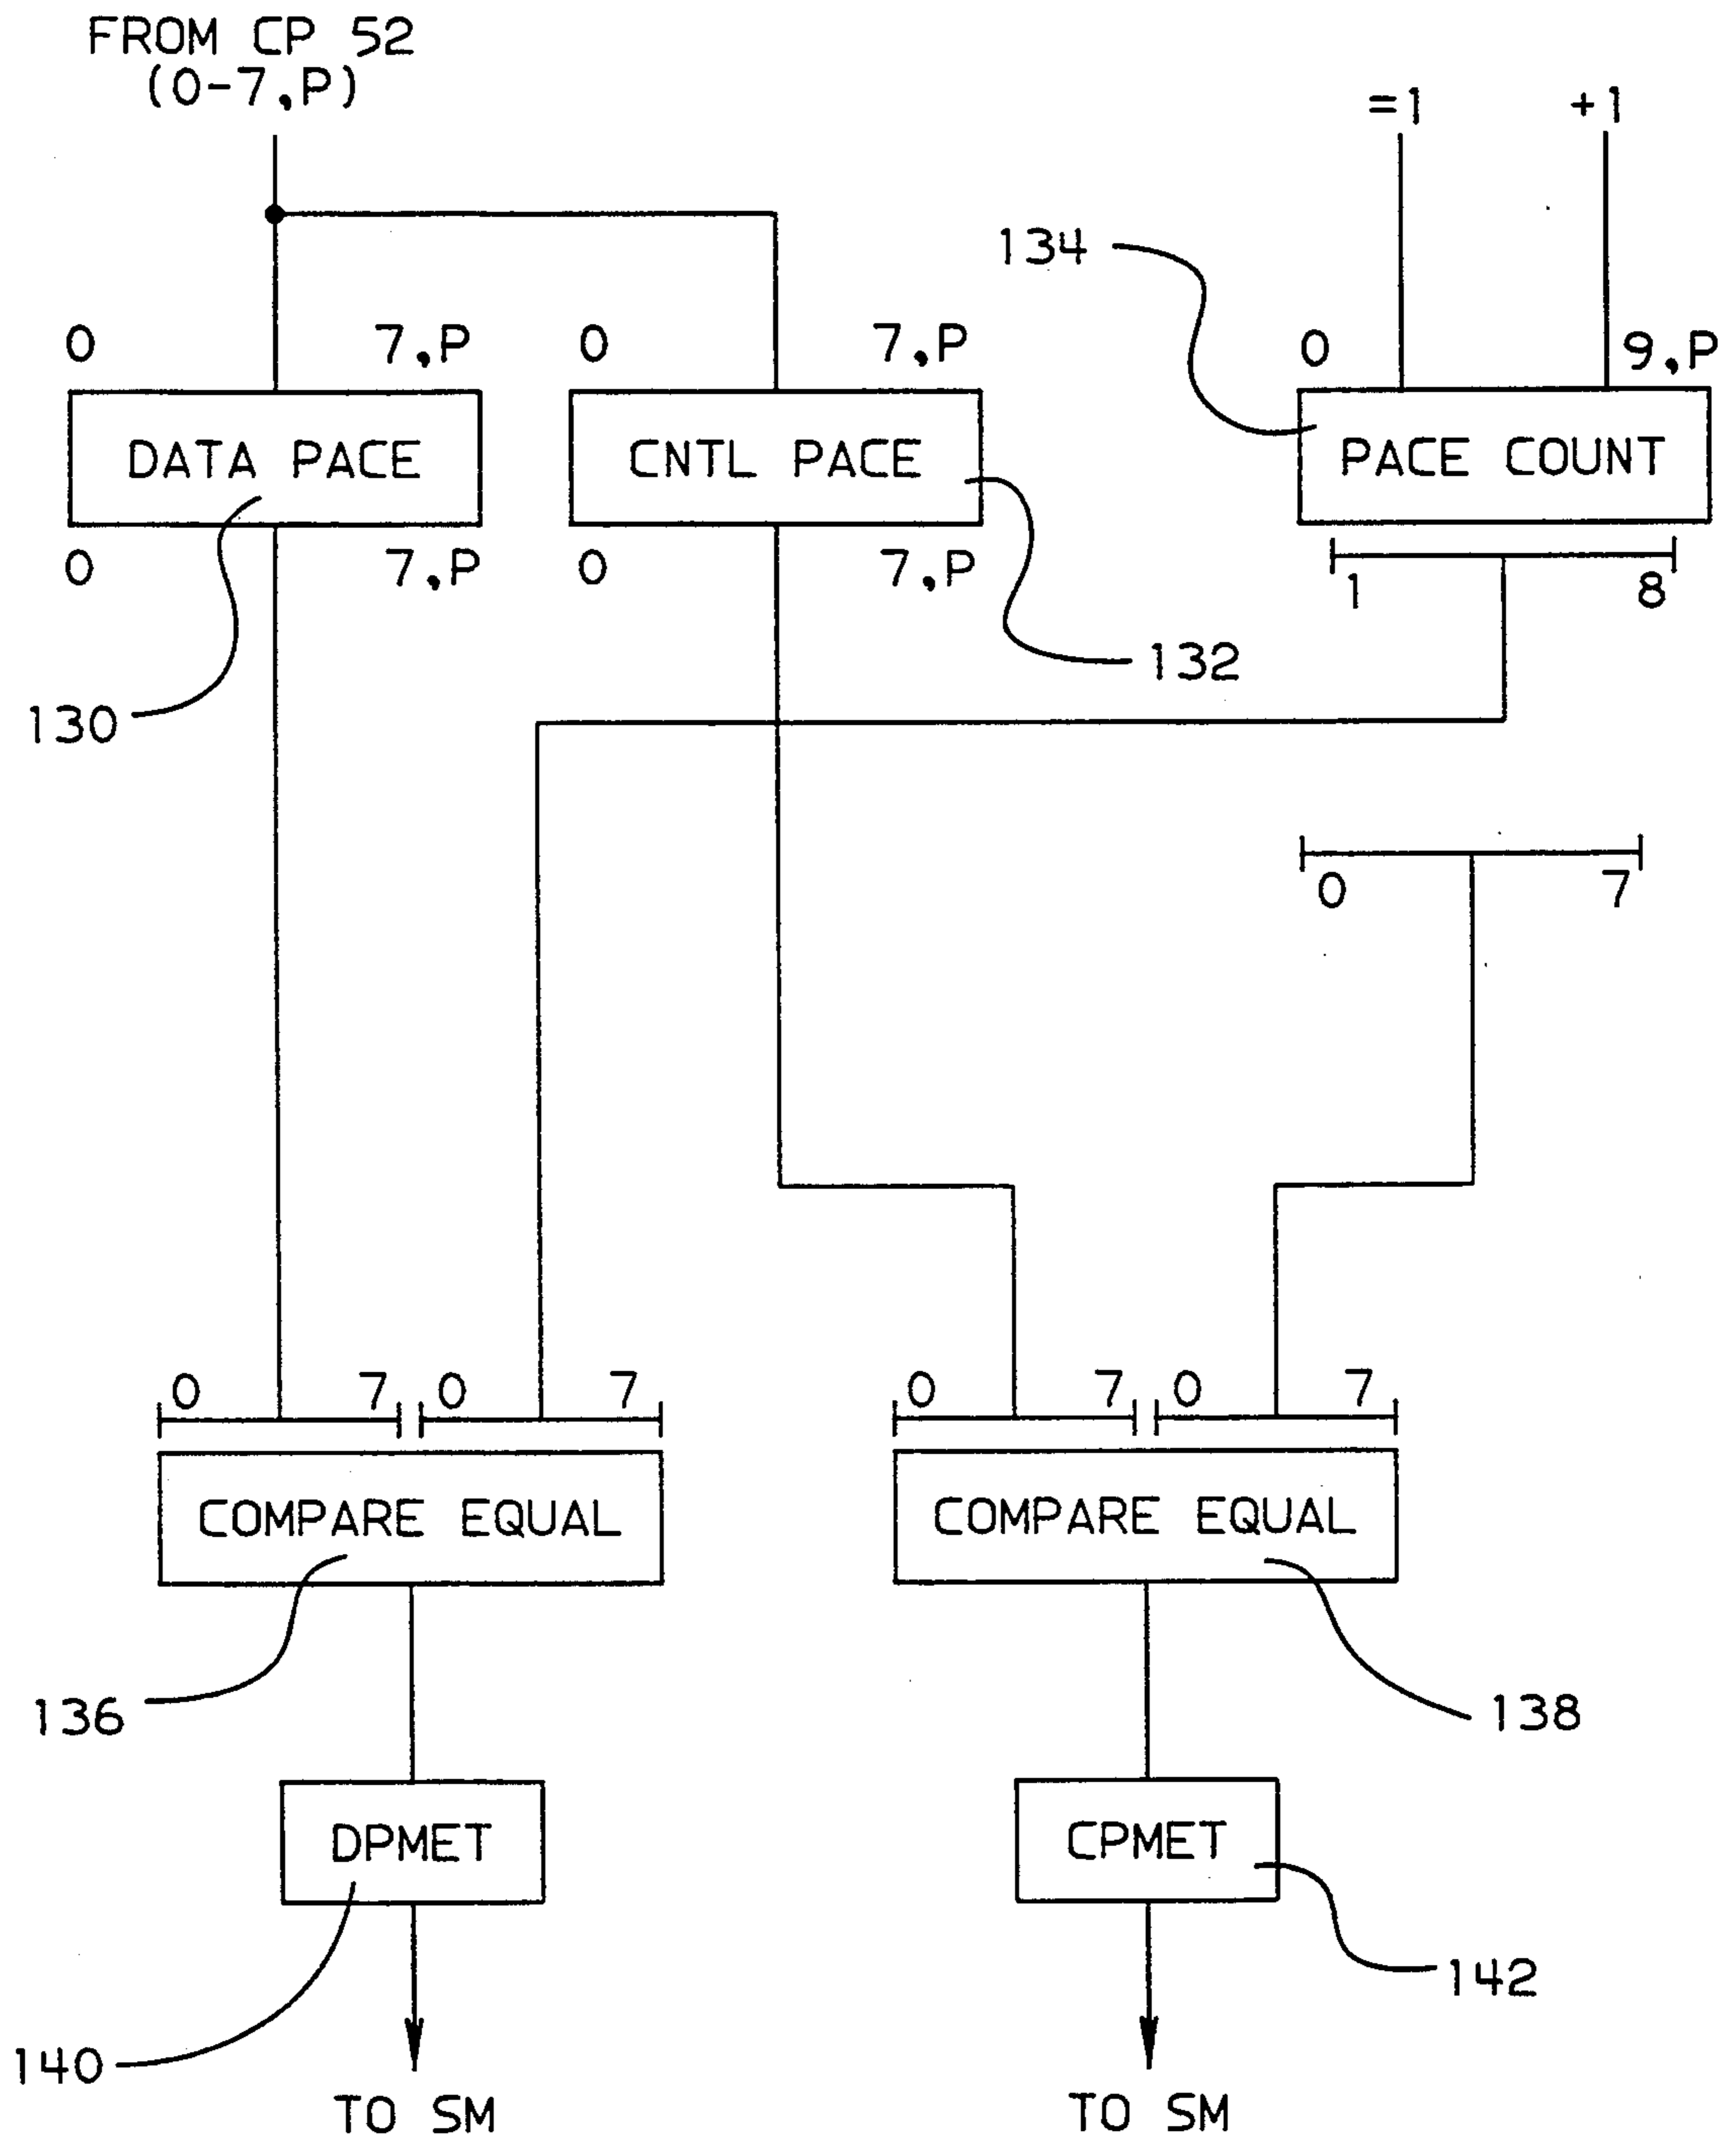 FROM CP 52
(0-7,P)
=1 +1
134
0 7,P 0 7,P 0 9,P
DATA PACE CNTL PACE PACE COUNT
0 7,P 0 7,P 1 8
132
130
0 7
0 7 0 7 0 7 0 7
COMPARE EQUAL COMPARE EQUAL
136 138
DPMET CPMET
142
140
TO SM TO SM